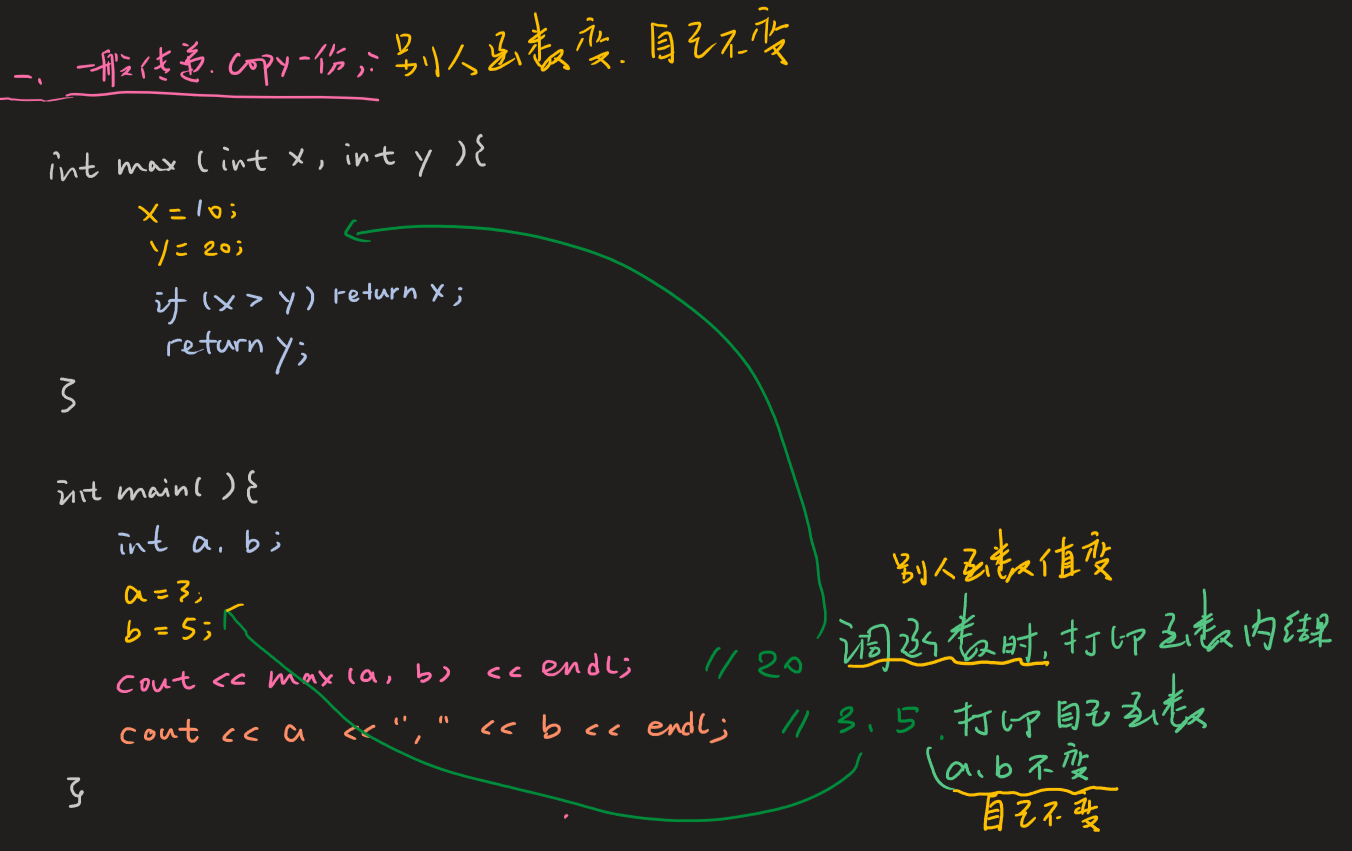 一、一般传递. copy一份,: 别人函数变. 自己不变
int max (int x, int y ){
x = 10;
y = 20;
if (x > y) return x;
return y;
}
int main( ){
int a, b;
a = 3;
b = 5;
别人函数值变
cout << max(a, b) << endl; // 20 调函数时, 打印函数内结果
cout << a << "," << b << endl; // 3、5. 打印自己函数
a、b 不变
}
自己不变